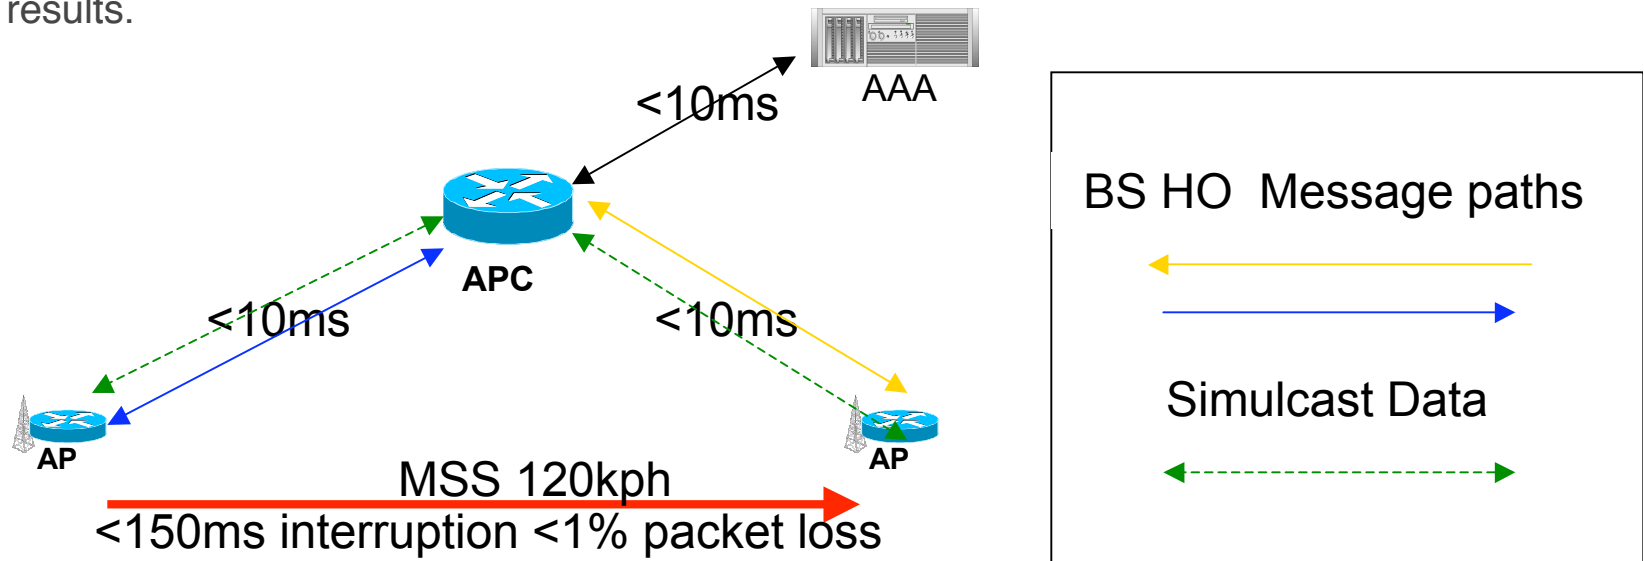 results.
AAA
<10ms
BS HO  Message paths
APC
<10ms
<10ms
Simulcast Data
AP
AP
MSS 120kph
<150ms interruption <1% packet loss